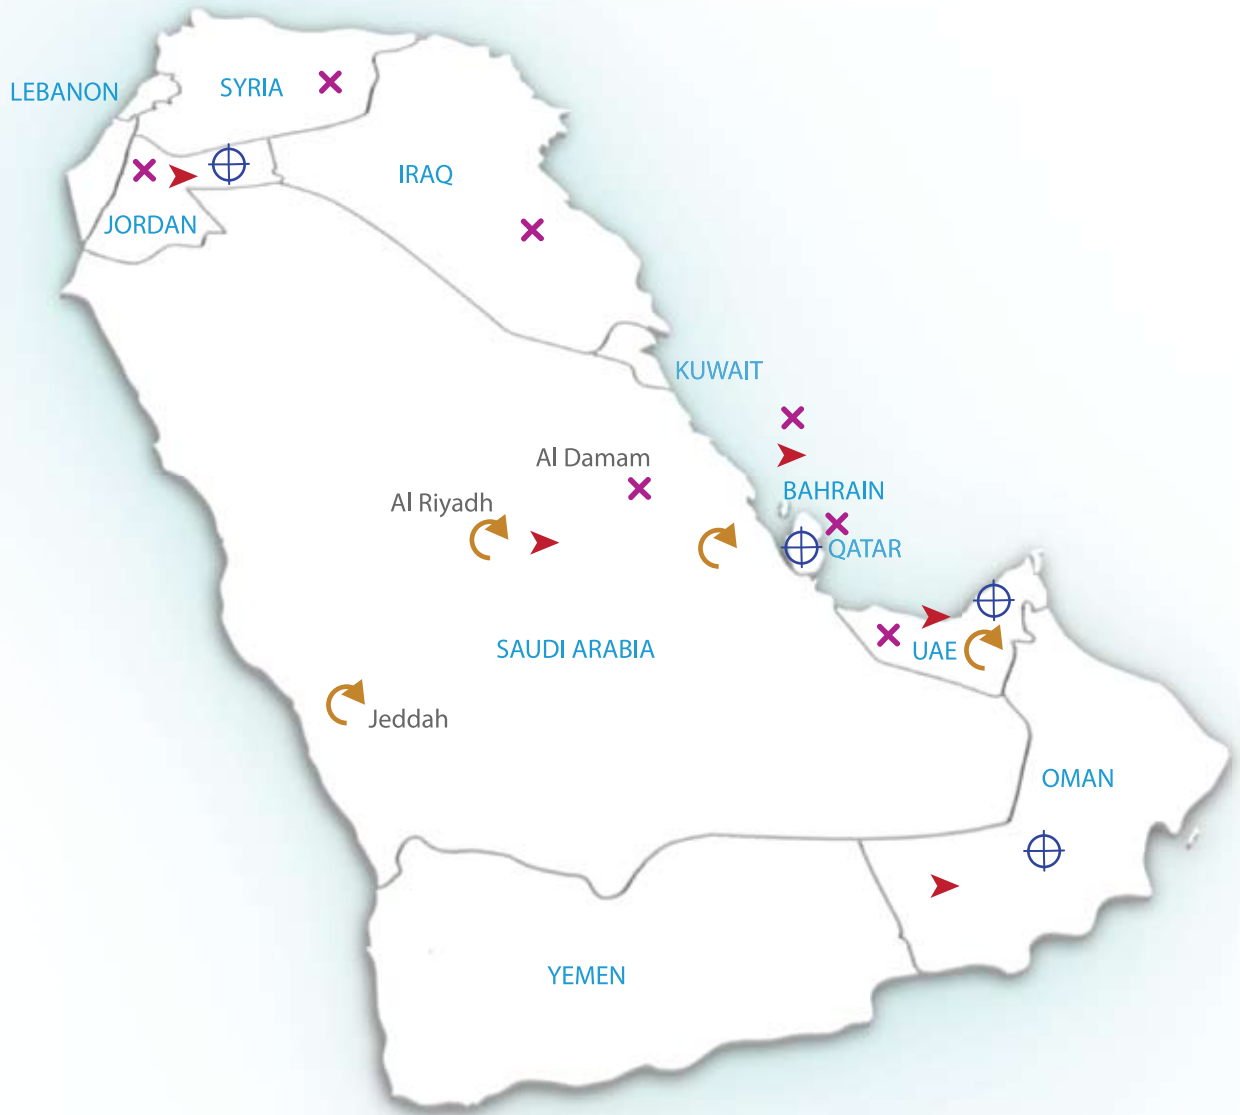 LEBANON
SYRIA
IRAQ
JORDAN
KUWAIT
Al Damam
BAHRAIN
Al Riyadh
QATAR
SAUDI ARABIA
UAE
Jeddah
OMAN
YEMEN